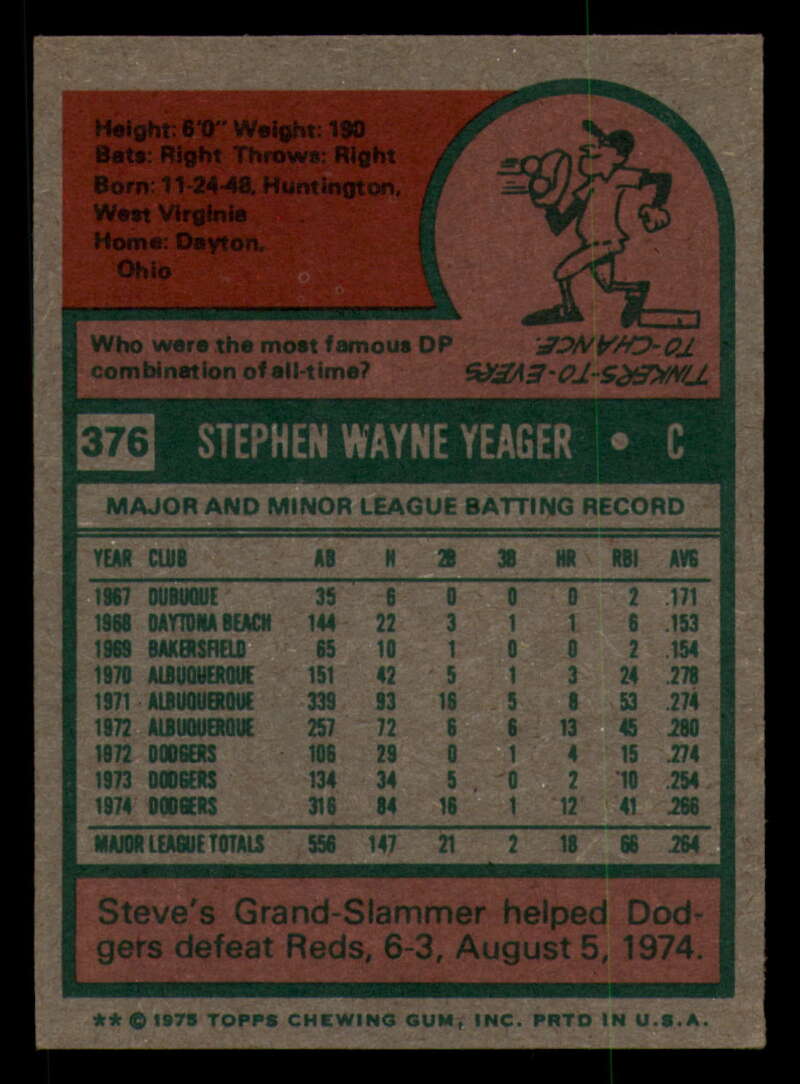 Height: 6'0" Weight: 190
Bats: Right Throws: Right
Born: 11-24-48, Huntington,
West Virginia
Home: Dayton,
Ohio
Who were the most famous DP
combination of all-time?
TINKERS-TO-EVERS
TO-CHANCE.
376 STEPHEN WAYNE YEAGER • C
MAJOR AND MINOR LEAGUE BATTING RECORD
YEAR CLUB AB H 2B 3B HR RBI AVG
1967 DUBUQUE 35 6 0 0 0 2 .171
1968 DAYTONA BEACH 144 22 3 1 1 6 .153
1969 BAKERSFIELD 65 10 1 0 0 2 .154
1970 ALBUQUERQUE 151 42 5 1 3 24 .278
1971 ALBUQUERQUE 339 93 16 5 8 53 .274
1972 ALBUQUERQUE 257 72 6 6 13 45 .280
1972 DODGERS 106 29 0 1 4 15 .274
1973 DODGERS 134 34 5 0 2 10 .254
1974 DODGERS 316 84 16 1 12 41 .266
MAJOR LEAGUE TOTALS 556 147 21 2 18 66 .264
Steve's Grand-Slammer helped Dod-
gers defeat Reds, 6-3, August 5, 1974.
** © 1975 TOPPS CHEWING GUM, INC. PRTD IN U.S.A.